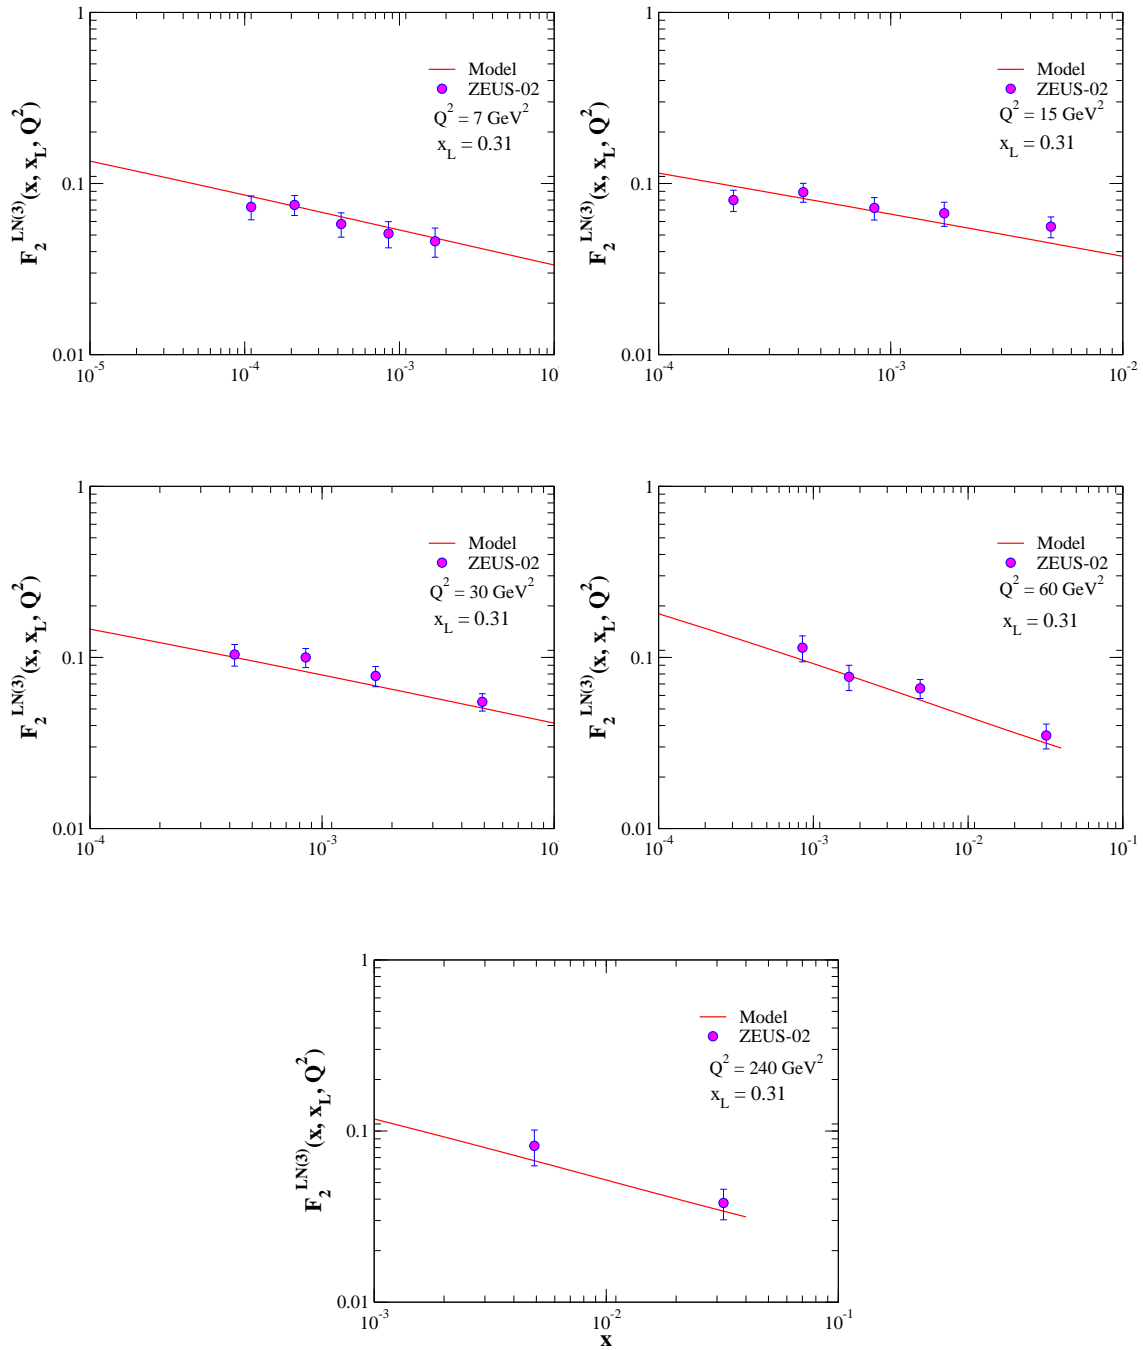 1
Model
ZEUS-02
Q^2 = 7 GeV^2
x_L = 0.31
F_2^LN(3)(x, x_L, Q^2)
0.1
0.01
10^-5 10^-4 10^-3 10
1
Model
ZEUS-02
Q^2 = 15 GeV^2
x_L = 0.31
F_2^LN(3)(x, x_L, Q^2)
0.1
0.01
10^-4 10^-3 10^-2
1
Model
ZEUS-02
Q^2 = 30 GeV^2
x_L = 0.31
F_2^LN(3)(x, x_L, Q^2)
0.1
0.01
10^-4 10^-3 10
1
Model
ZEUS-02
Q^2 = 60 GeV^2
x_L = 0.31
F_2^LN(3)(x, x_L, Q^2)
0.1
0.01
10^-4 10^-3 10^-2 10^-1
1
Model
ZEUS-02
Q^2 = 240 GeV^2
x_L = 0.31
F_2^LN(3)(x, x_L, Q^2)
0.1
0.01
10^-3 10^-2 10^-1
x